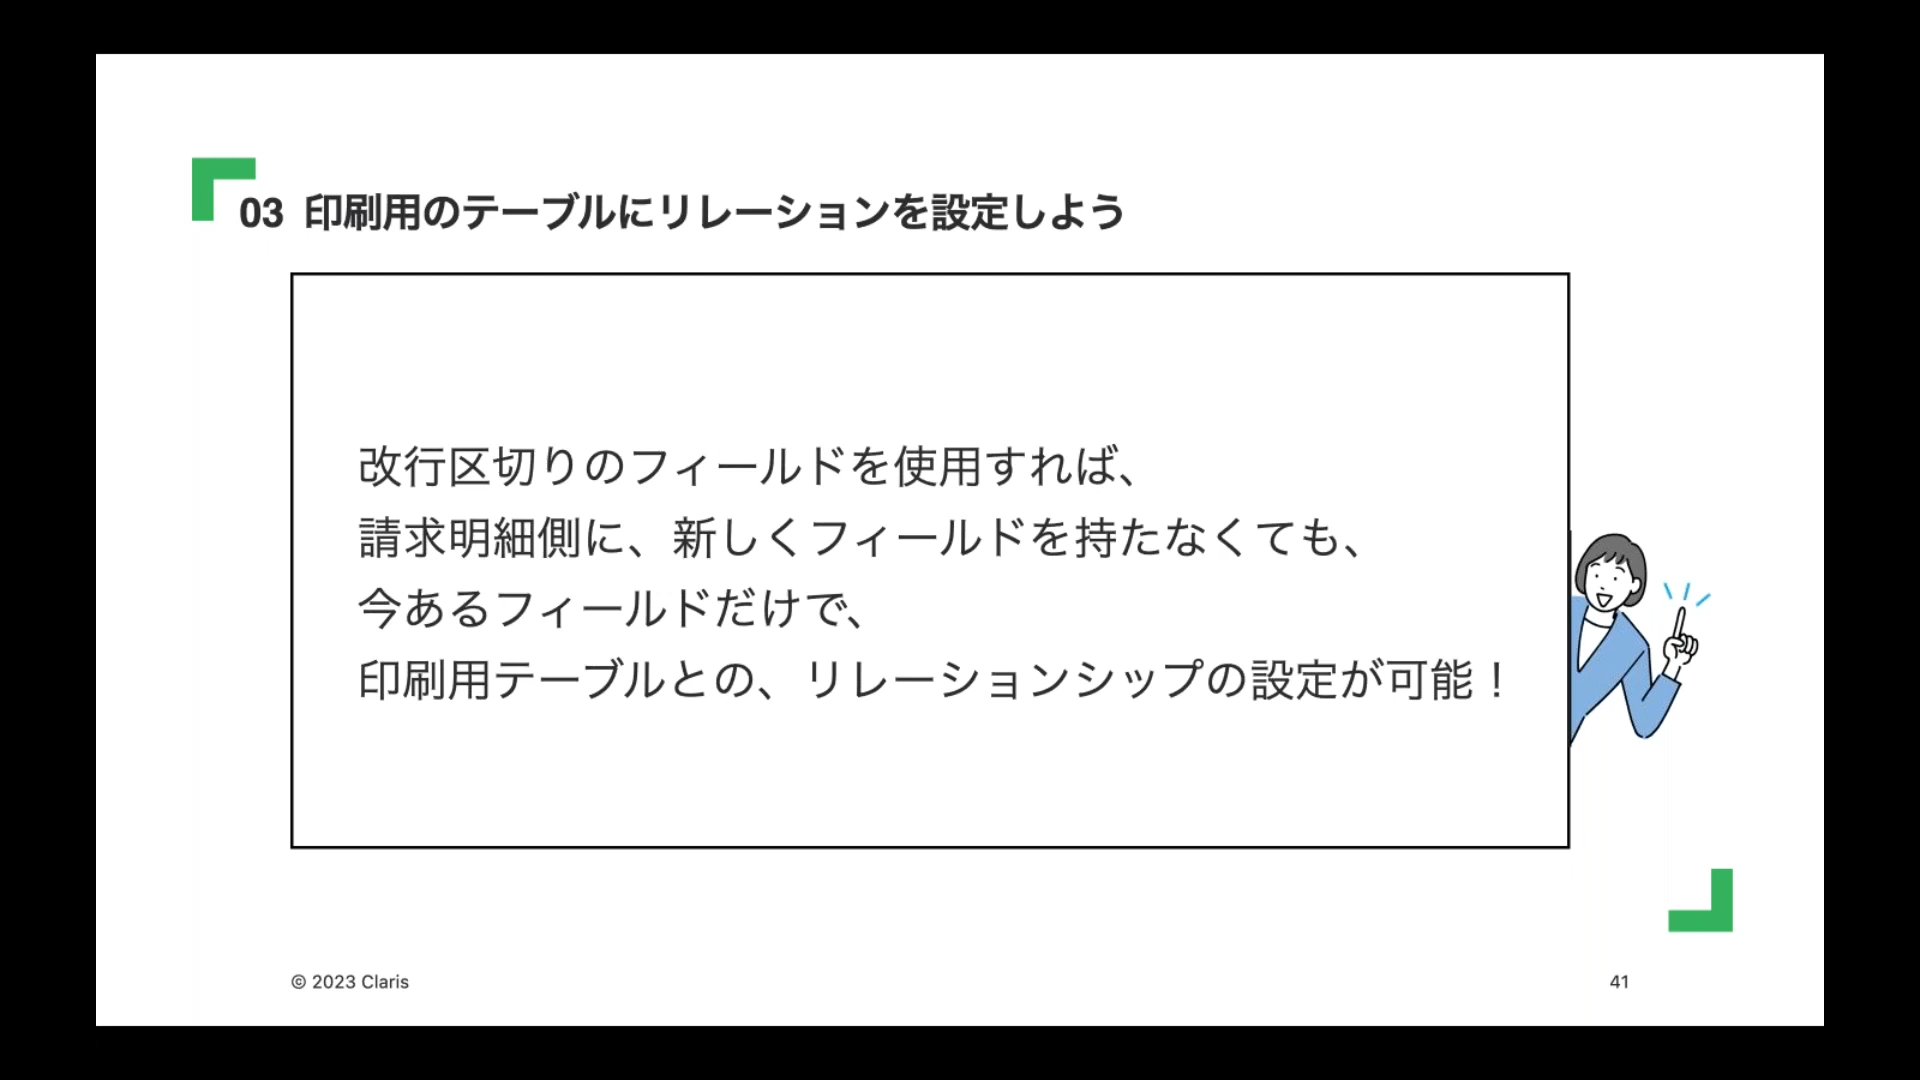 03 印刷用のテーブルにリレーションを設定しよう
改行区切りのフィールドを使用すれば、
請求明細側に、新しくフィールドを持たなくても、
今あるフィールドだけで、
印刷用テーブルとの、リレーションシップの設定が可能！
© 2023 Claris
41